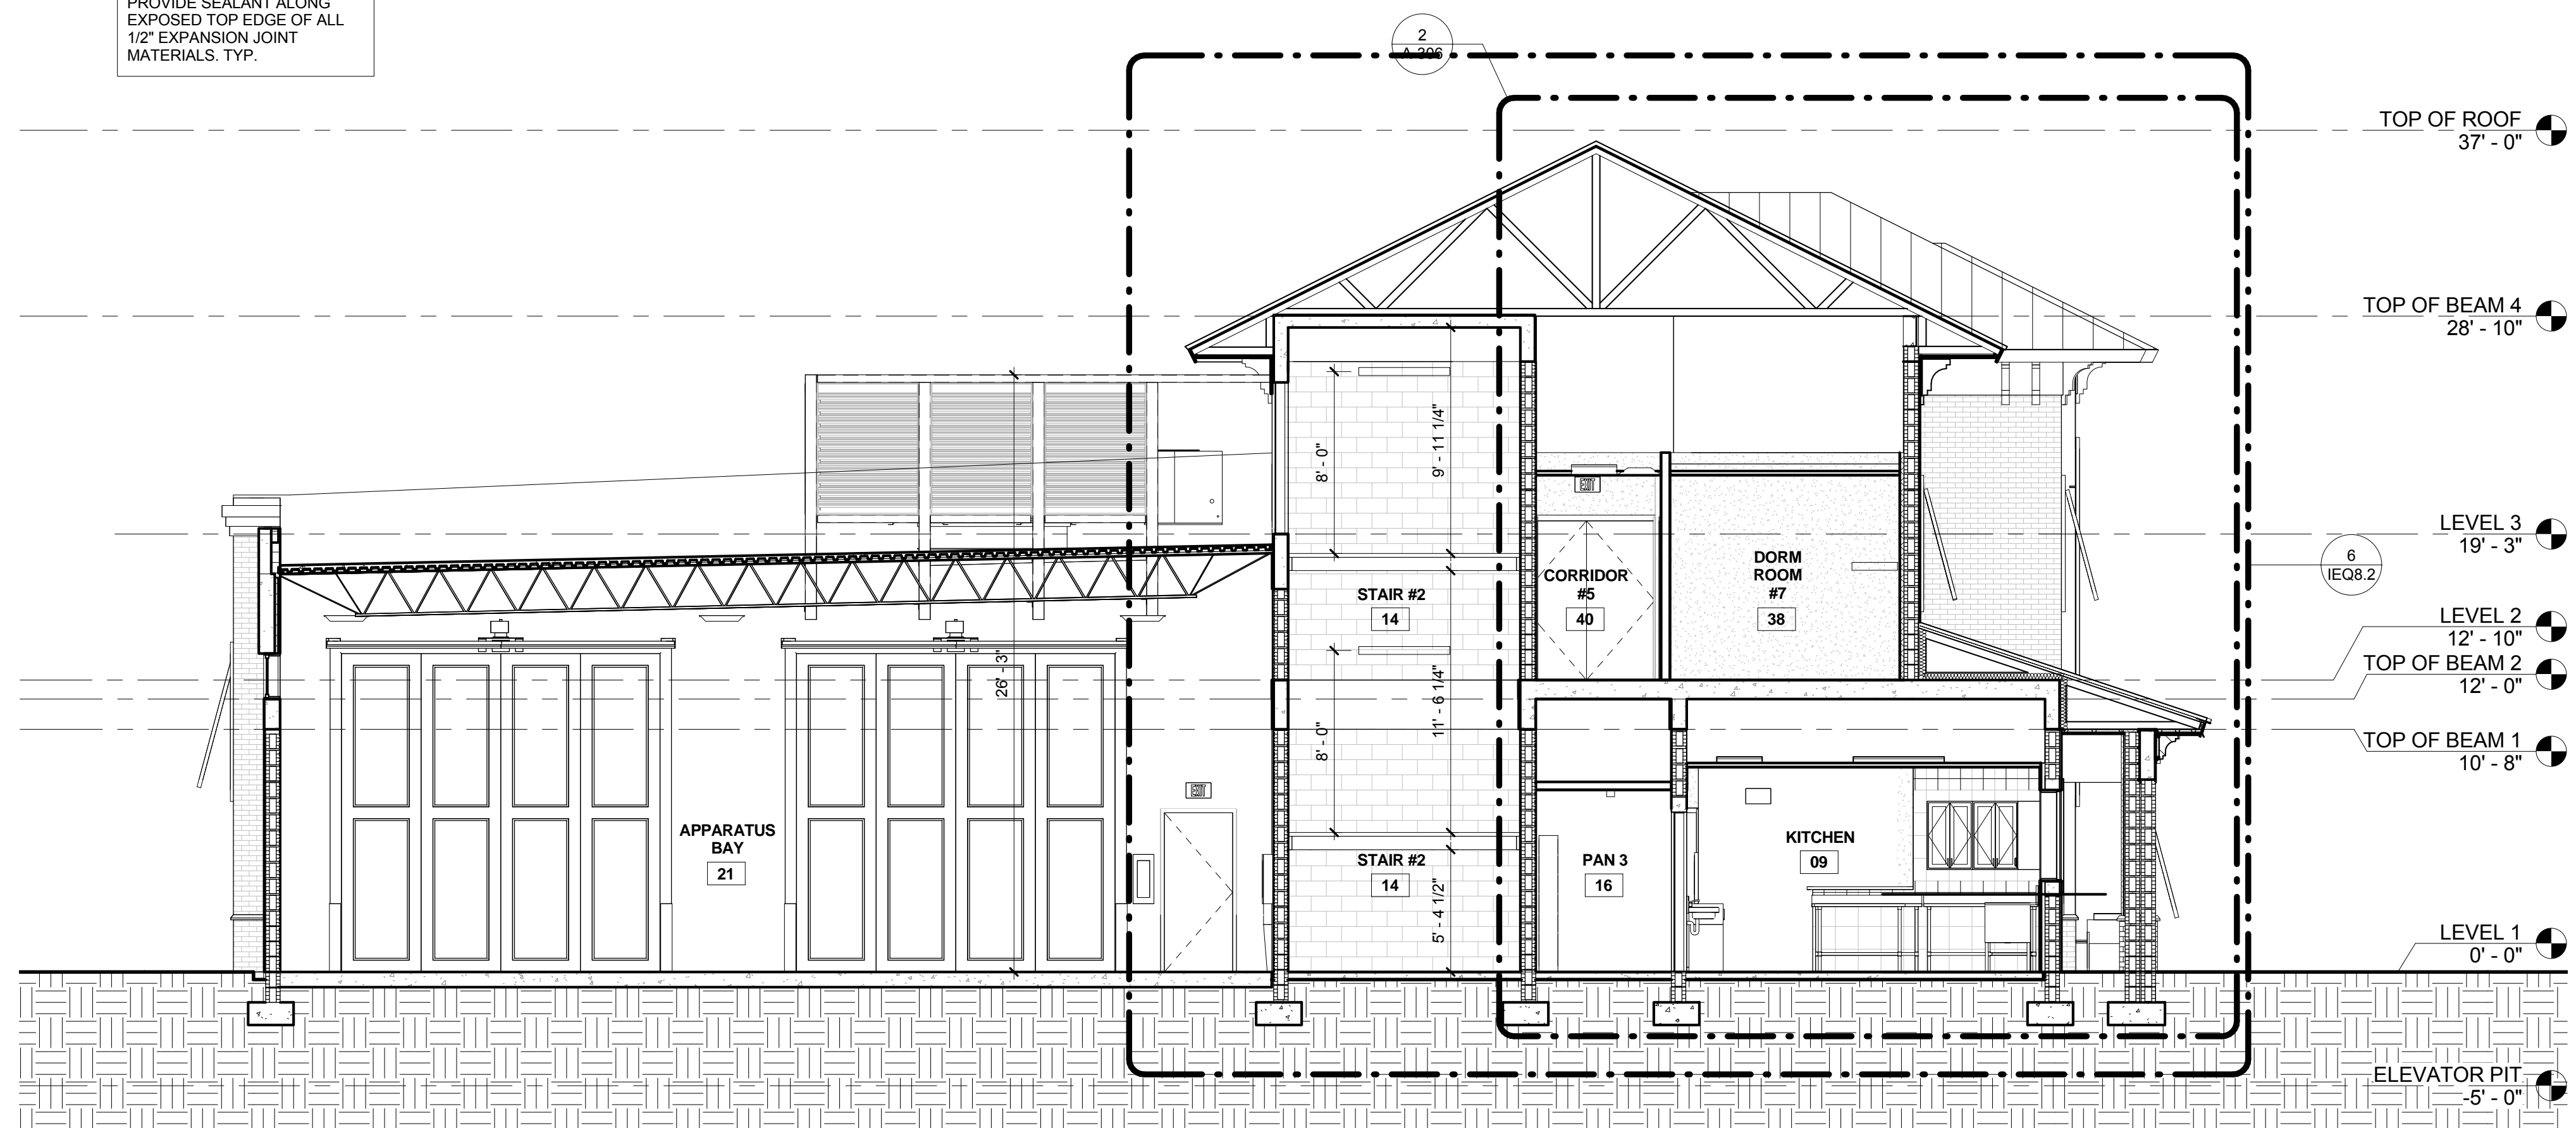 PROVIDE SEALANT ALONG
EXPOSED TOP EDGE OF ALL
1/2" EXPANSION JOINT
MATERIALS. TYP.
2
A-306
TOP OF ROOF
37' - 0"
TOP OF BEAM 4
28' - 10"
8' - 0"
9' - 11 1/4"
EXIT
LEVEL 3
19' - 3"
6
IEQ8.2
STAIR #2
14
CORRIDOR
#5
40
DORM
ROOM
#7
38
LEVEL 2
12' - 10"
TOP OF BEAM 2
12' - 0"
TOP OF BEAM 1
10' - 8"
26' - 3"
8' - 0"
11' - 6 1/4"
EXIT
APPARATUS
BAY
21
STAIR #2
14
5' - 4 1/2"
PAN 3
16
KITCHEN
09
LEVEL 1
0' - 0"
ELEVATOR PIT
-5' - 0"